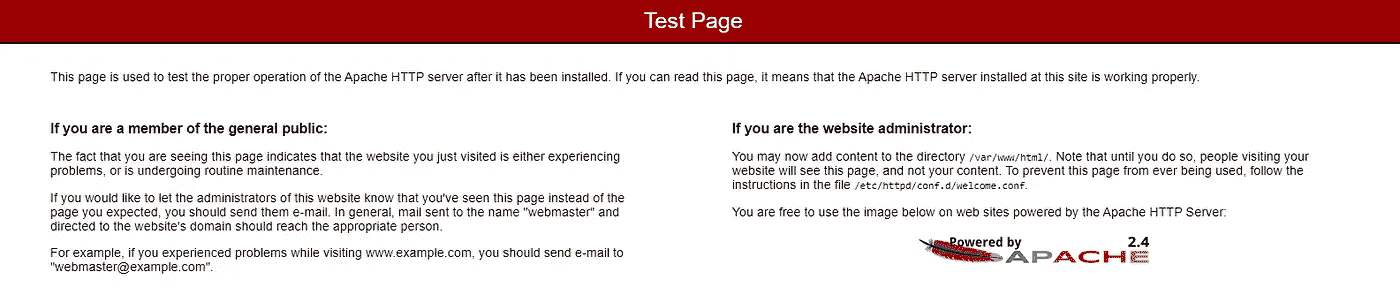 Test Page
This page is used to test the proper operation of the Apache HTTP server after it has been installed. If you can read this page, it means that the Apache HTTP server installed at this site is working properly.
If you are a member of the general public:
The fact that you are seeing this page indicates that the website you just visited is either experiencing
problems, or is undergoing routine maintenance.
If you would like to let the administrators of this website know that you've seen this page instead of the
page you expected, you should send them e-mail. In general, mail sent to the name "webmaster" and
directed to the website's domain should reach the appropriate person.
For example, if you experienced problems while visiting www.example.com, you should send e-mail to
"webmaster@example.com".
If you are the website administrator:
You may now add content to the directory /var/www/html/. Note that until you do so, people visiting your
website will see this page, and not your content. To prevent this page from ever being used, follow the
instructions in the file /etc/httpd/conf.d/welcome.conf.
You are free to use the image below on web sites powered by the Apache HTTP Server:
Powered by 2.4
APACHE